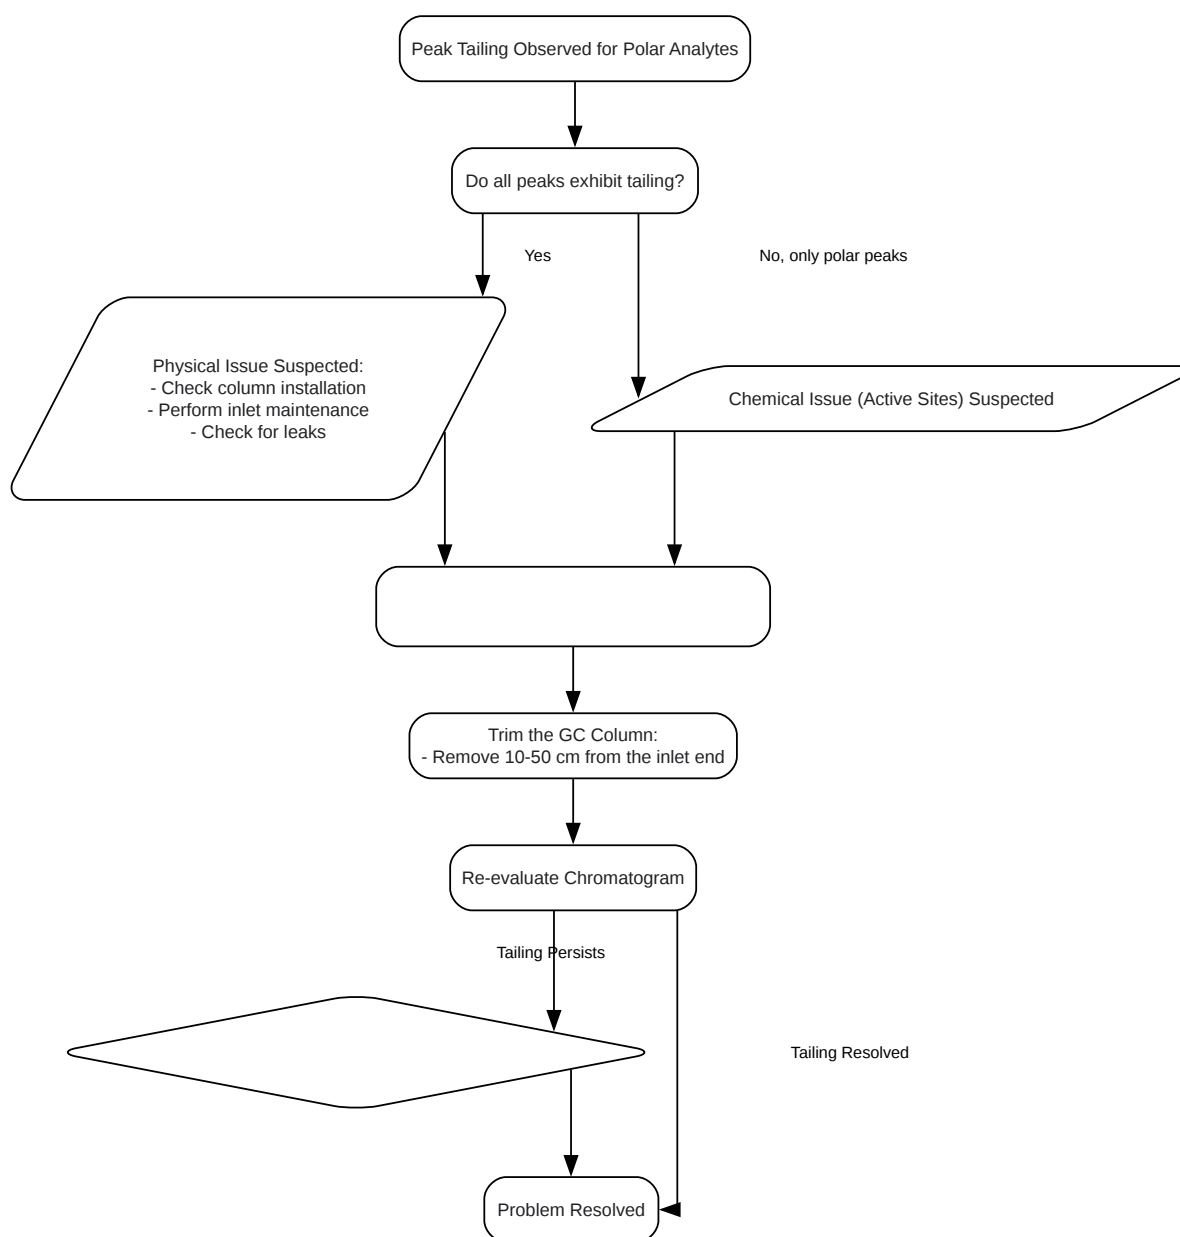 Peak Tailing Observed for Polar Analytes
Do all peaks exhibit tailing?
Yes
No, only polar peaks
Physical Issue Suspected:
- Check column installation
- Perform inlet maintenance
- Check for leaks
Chemical Issue (Active Sites) Suspected
Trim the GC Column:
- Remove 10-50 cm from the inlet end
Re-evaluate Chromatogram
Tailing Persists
Tailing Resolved
Problem Resolved